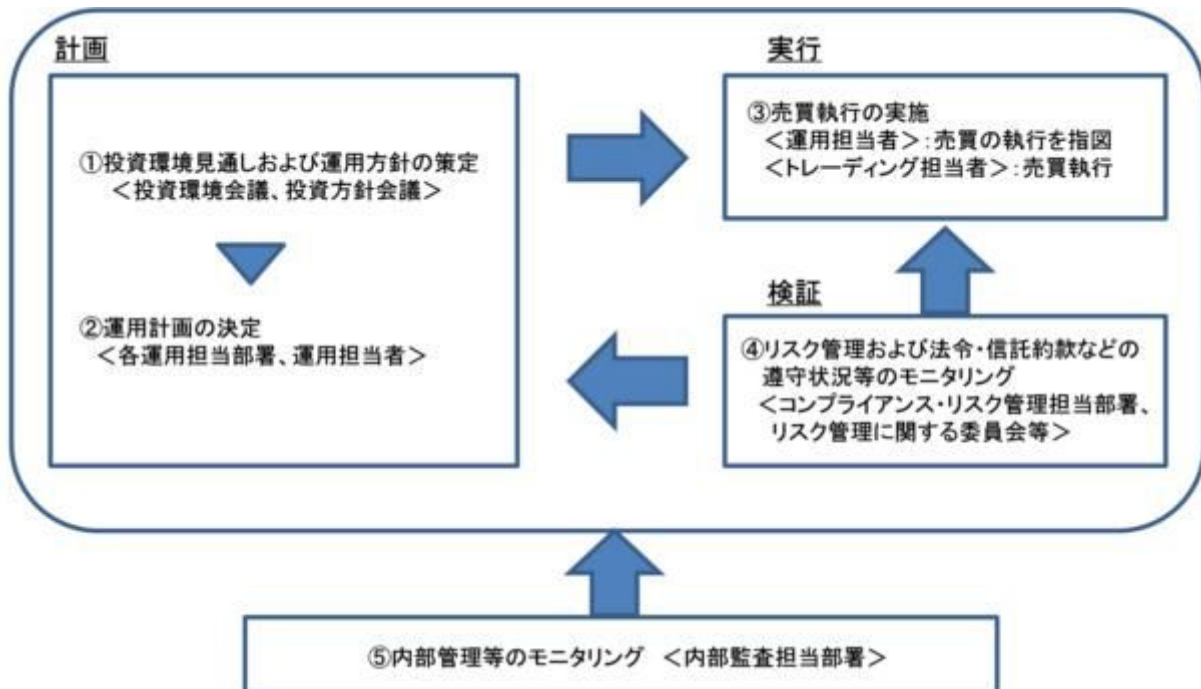 計画
①投資環境見通しおよび運用方針の策定
＜投資環境会議、投資方針会議＞
②運用計画の決定
＜各運用担当部署、運用担当者＞
実行
③売買執行の実施
＜運用担当者＞：売買の執行を指図
＜トレーディング担当者＞：売買執行
検証
④リスク管理および法令・信託約款などの
遵守状況等のモニタリング
＜コンプライアンス・リスク管理担当部署、
リスク管理に関する委員会等＞
⑤内部管理等のモニタリング ＜内部監査担当部署＞